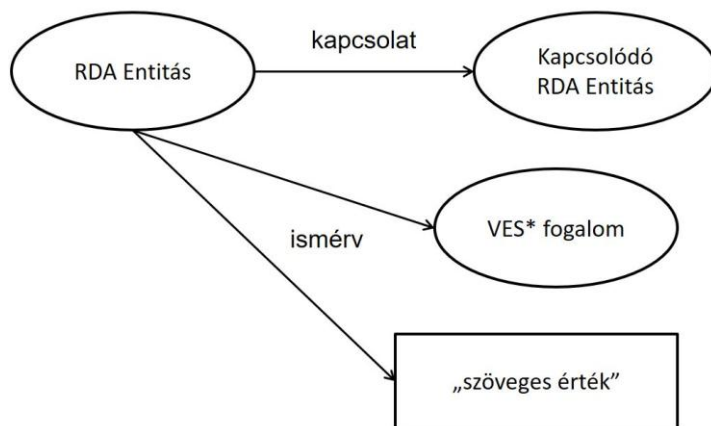 kapcsolat
RDA Entitás
Kapcsolódó
RDA Entitás
VES* fogalom
ismérv
„szöveges érték”